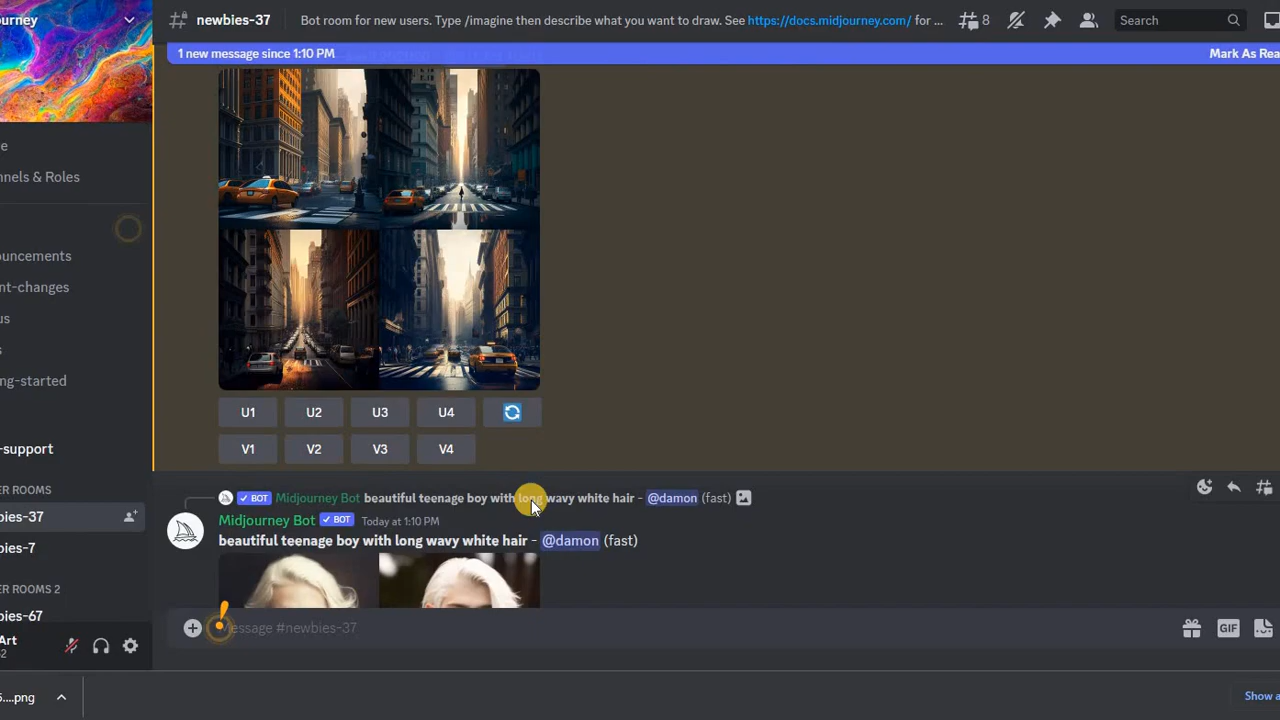 ourney
newbies-37
Bot room for new users. Type /imagine then describe what you want to draw. See https://docs.midjourney.com/ for ...
8
Search
1 new message since 1:10 PM
Mark As Rea
e
nnels & Roles
ouncements
nt-changes
us
s
ng-started
-support
ER ROOMS
bies-37
bies-7
ER ROOMS 2
bies-67
Art
52
U1
U2
U3
U4
V1
V2
V3
V4
BOT Midjourney Bot beautiful teenage boy with long wavy white hair - @damon (fast)
Midjourney Bot BOT Today at 1:10 PM
beautiful teenage boy with long wavy white hair - @damon (fast)
Message #newbies-37
GIF
5....png
Show a